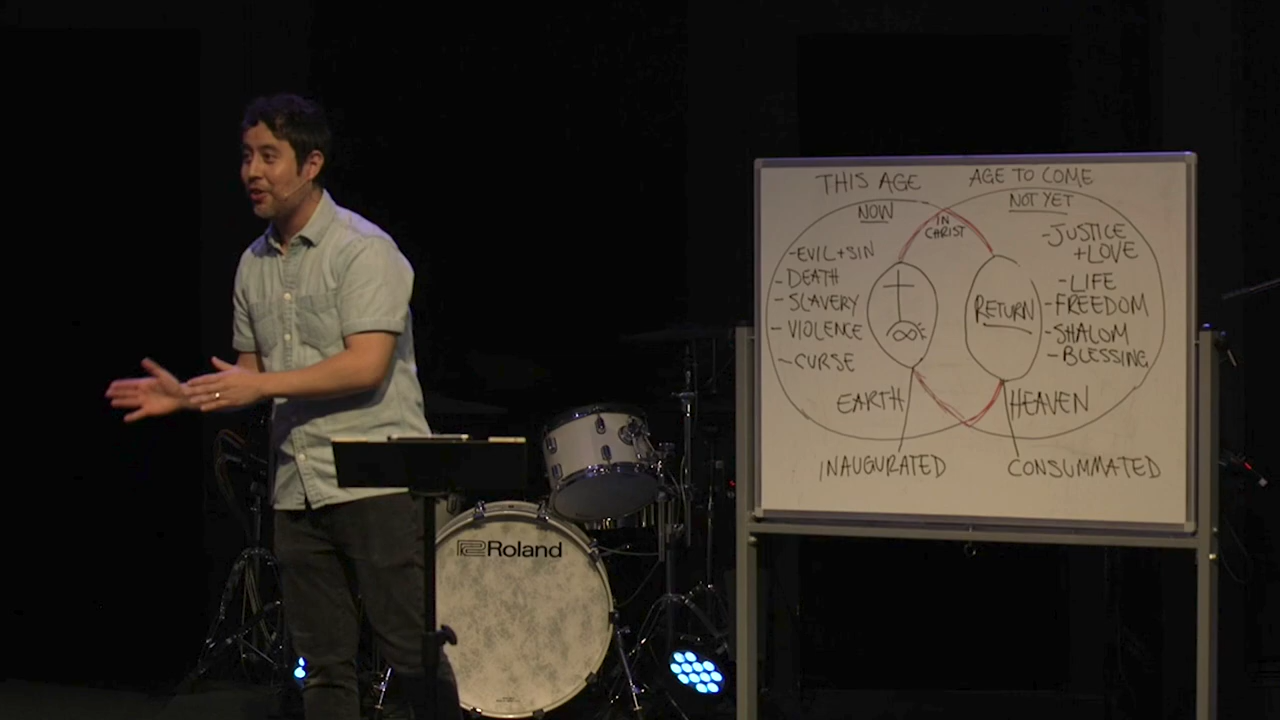 THIS AGE
AGE TO COME
NOW
NOT YET
IN
CHRIST
-EVIL+SIN
-DEATH
-SLAVERY
-VIOLENCE
-CURSE
RETURN
-JUSTICE
+LOVE
-LIFE
-FREEDOM
-SHALOM
-BLESSING
EARTH
HEAVEN
INAUGURATED
CONSUMMATED
Roland